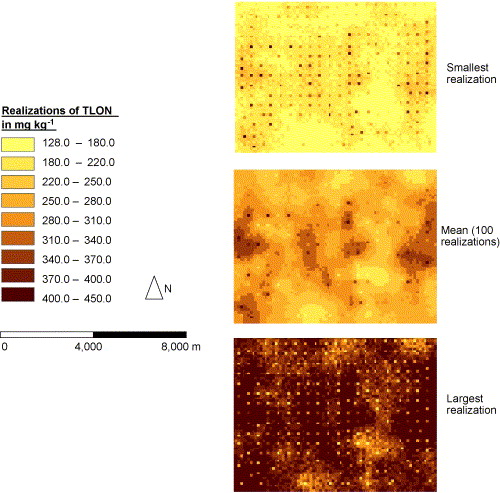 Realizations of TLON
in mg kg-1
128.0 – 180.0
180.0 – 220.0
220.0 – 250.0
250.0 – 280.0
280.0 – 310.0
310.0 – 340.0
340.0 – 370.0
370.0 – 400.0
400.0 – 450.0
N
0 4,000 8,000 m
Smallest
realization
Mean (100
realizations)
Largest
realization